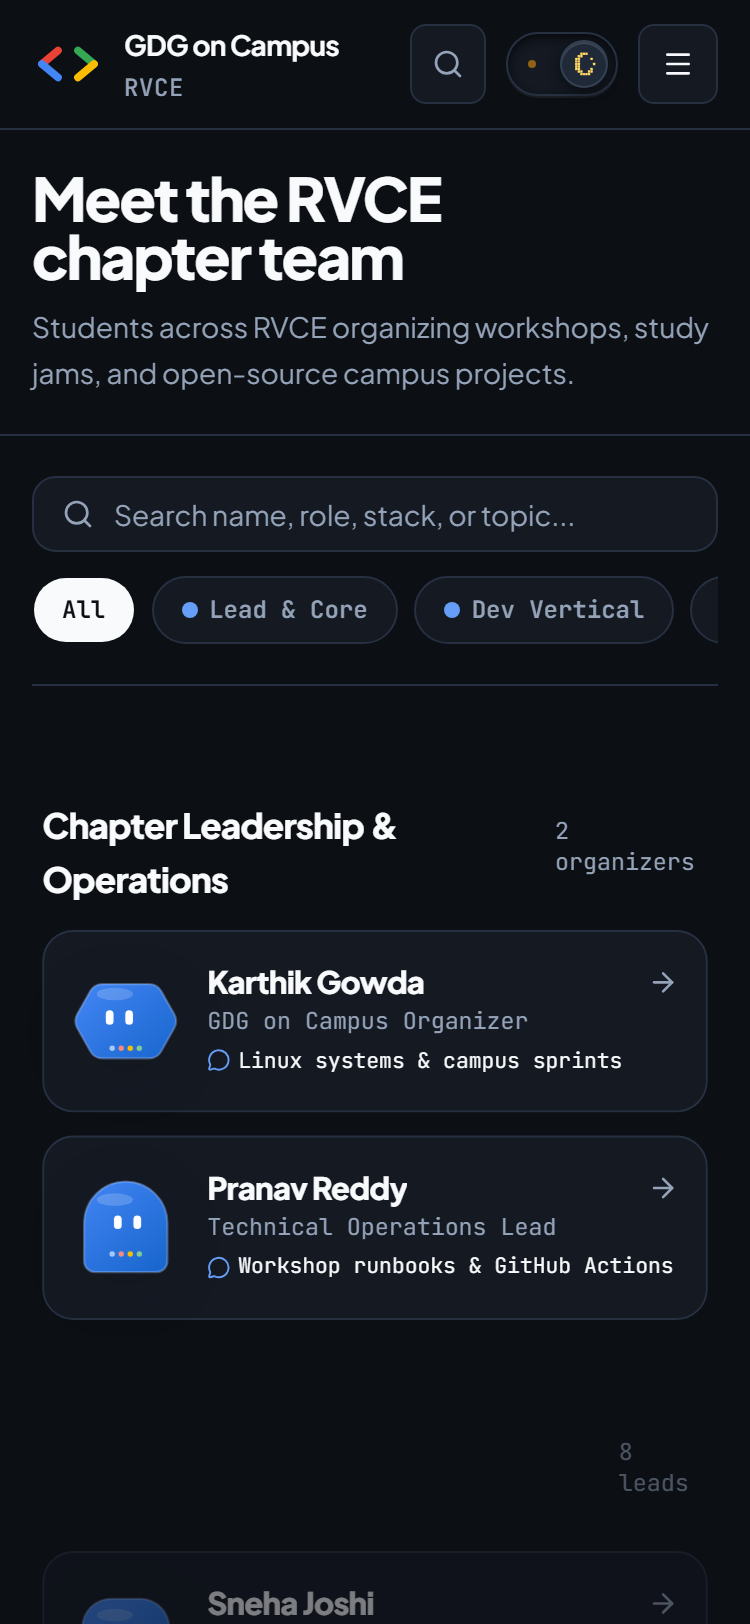 GDG on Campus
RVCE
Meet the RVCE
chapter team
Students across RVCE organizing workshops, study
jams, and open-source campus projects.
Search name, role, stack, or topic...
All
Lead & Core
Dev Vertical
Chapter Leadership &
Operations
2
organizers
Karthik Gowda
GDG on Campus Organizer
Linux systems & campus sprints
Pranav Reddy
Technical Operations Lead
Workshop runbooks & GitHub Actions
8
leads
Sneha Joshi